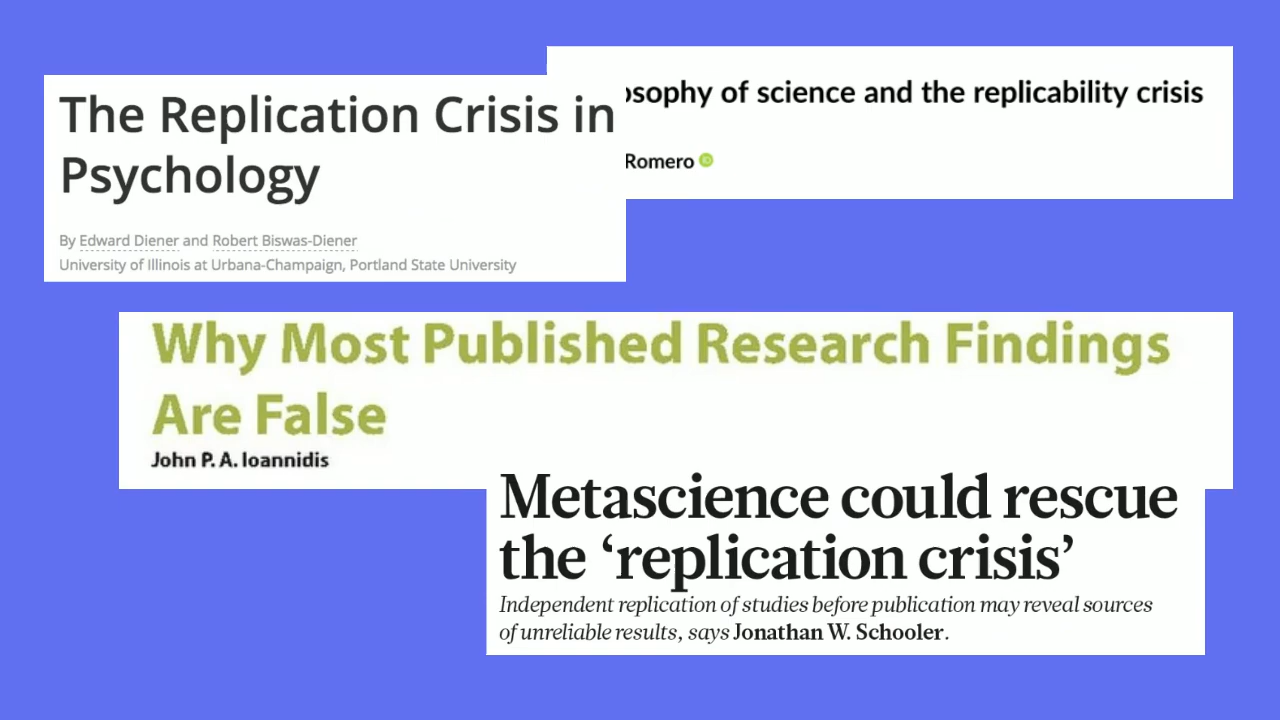 The Replication Crisis in
Psychology
By Edward Diener and Robert Biswas-Diener
University of Illinois at Urbana-Champaign, Portland State University
osophy of science and the replicability crisis
Romero iD
Why Most Published Research Findings
Are False
John P. A. Ioannidis
Metascience could rescue
the ‘replication crisis’
Independent replication of studies before publication may reveal sources
of unreliable results, says Jonathan W. Schooler.